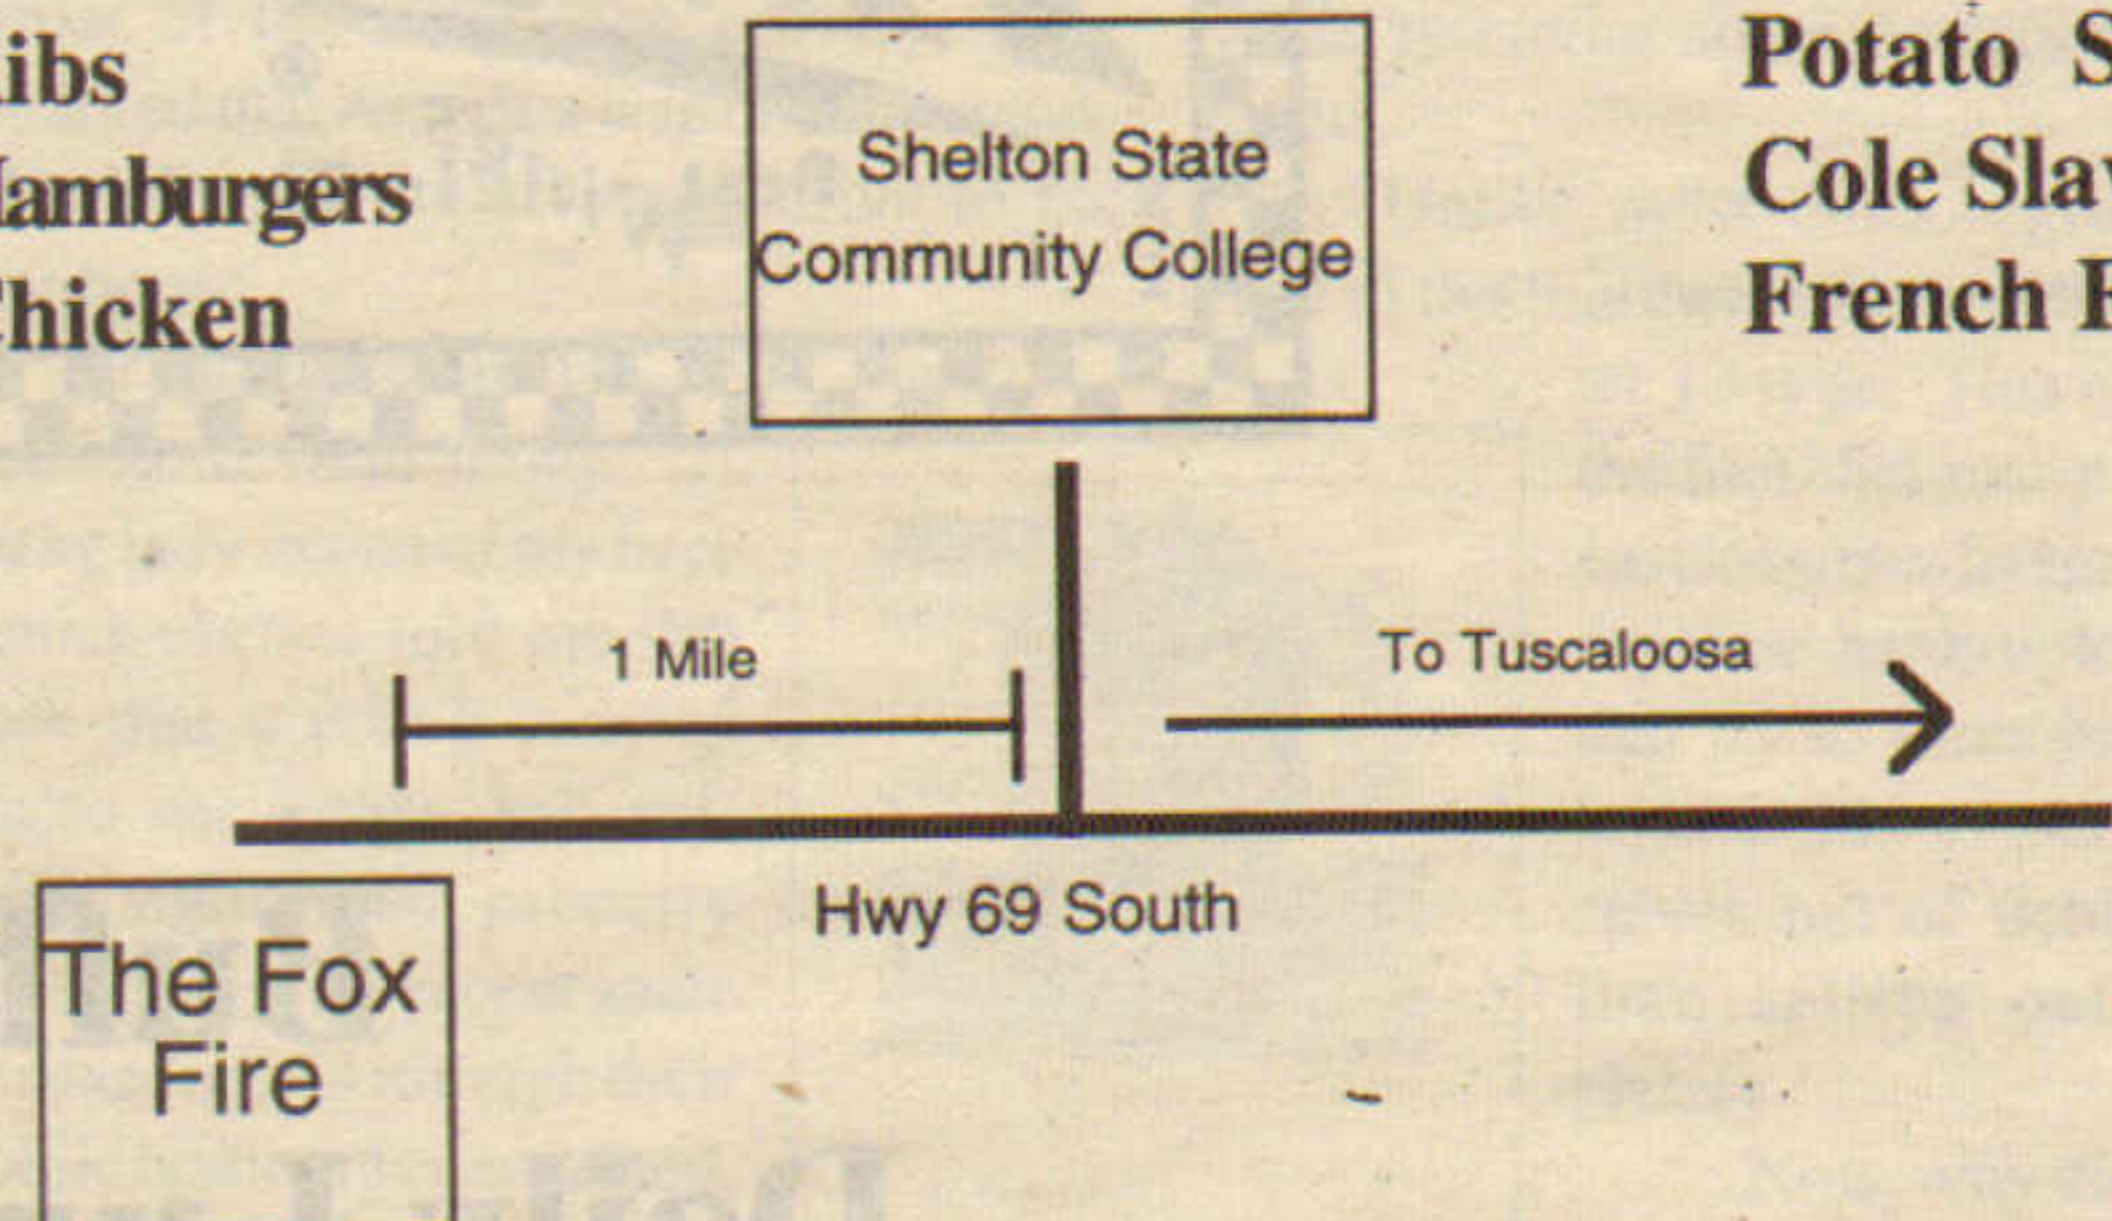 ibs
amburgers
hicken
Shelton State
Community College
Potato S
Cole Sla
French F
1 Mile
To Tuscaloosa
Hwy 69 South
The Fox
Fire